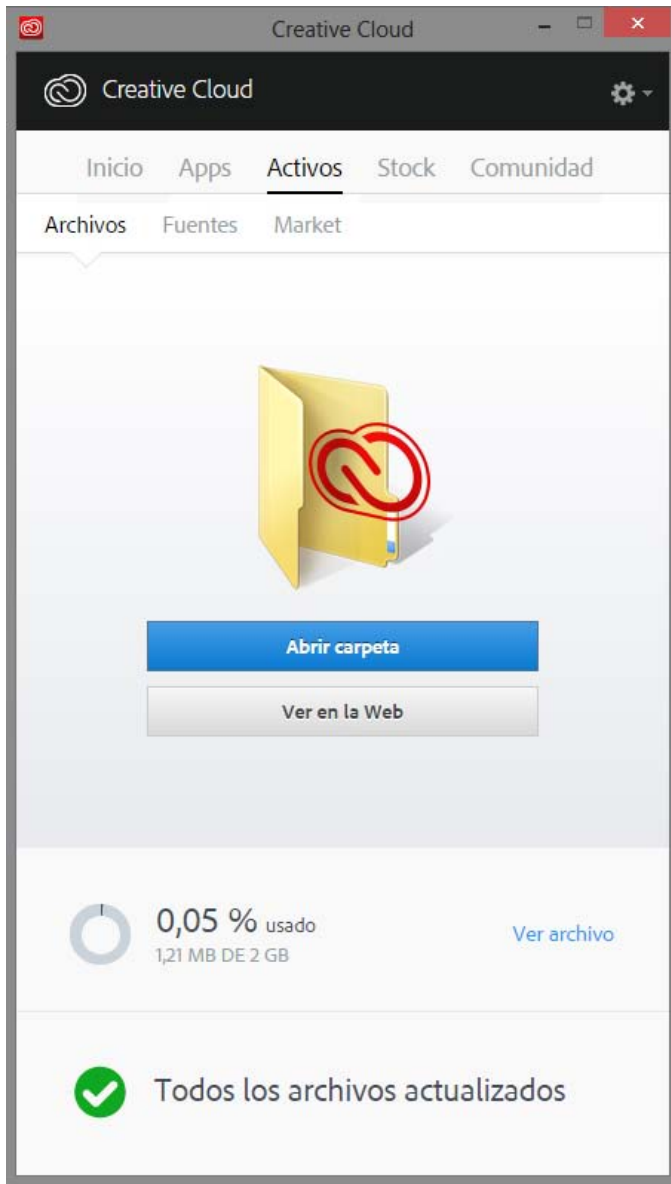 Creative Cloud
Creative Cloud
Inicio Apps Activos Stock Comunidad
Archivos Fuentes Market
Abrir carpeta
Ver en la Web
0,05 % usado
1,21 MB DE 2 GB
Ver archivo
Todos los archivos actualizados